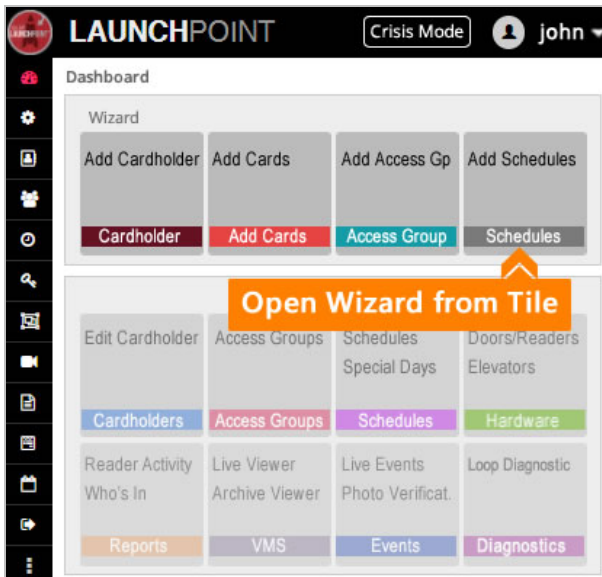 LAUNCHPOINT
Crisis Mode
john
Dashboard
Wizard
Add Cardholder
Add Cards
Add Access Gp
Add Schedules
Cardholder
Add Cards
Access Group
Schedules
Open Wizard from Tile
Edit Cardholder
Access Groups
Schedules
Special Days
Doors/Readers
Elevators
Cardholders
Access Groups
Schedules
Hardware
Reader Activity
Who's In
Live Viewer
Archive Viewer
Live Events
Photo Verificat.
Loop Diagnostic
Reports
VMS
Events
Diagnostics